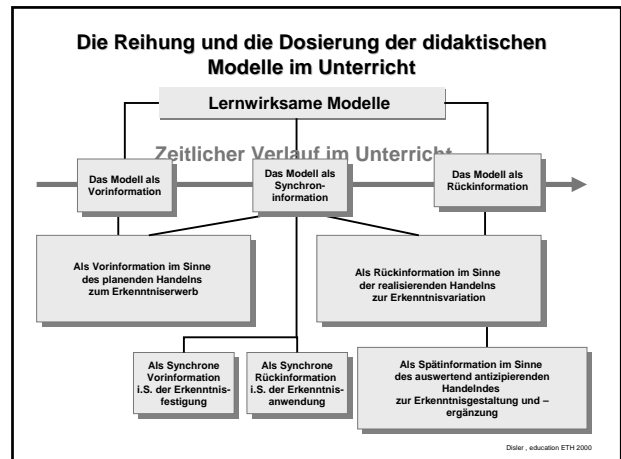 Die Reihung und die Dosierung der didaktischen
Modelle im Unterricht
Lernwirksame Modelle
Zeitlicher Verlauf im Unterricht
Das Modell als
Vorinformation
Das Modell als
Synchron-
information
Das Modell als
Rückinformation
Als Vorinformation im Sinne
des planenden Handelns
zum Erkenntniserwerb
Als Rückinformation im Sinne
der realisierenden Handelns
zur Erkenntnisvariation
Als Synchrone
Vorinformation
i.S. der Erkenntnis-
festigung
Als Synchrone
Rückinformation
i.S. der Erkenntnis-
anwendung
Als Spätinformation im Sinne
des auswertend antizipierenden
Handelndes
zur Erkenntnisgestaltung und –
ergänzung
Disler , education ETH 2000